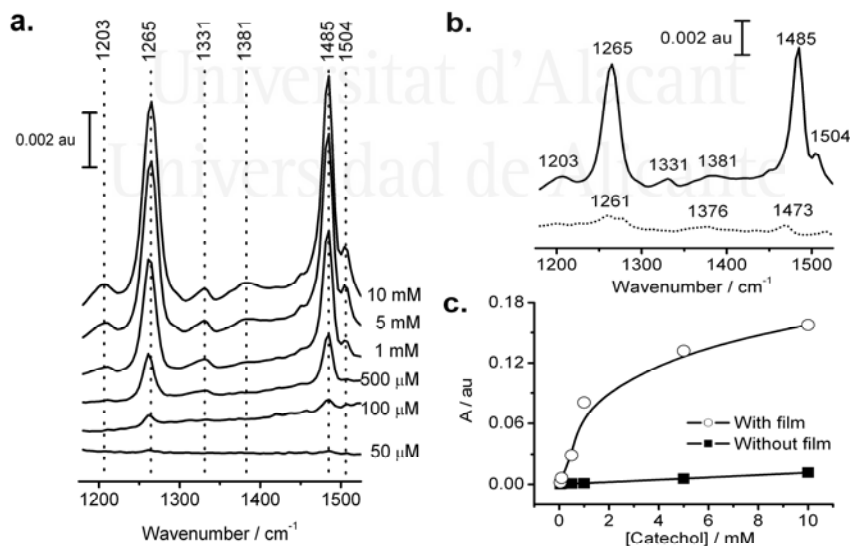 a.
1203
1265
1331
1381
1485
1504
0.002 au
10 mM
5 mM
1 mM
500 μM
100 μM
50 μM
1200 1300 1400 1500
Wavenumber / cm⁻¹
b.
0.002 au
1265
1485
1203
1331
1381
1504
1261
1376
1473
1200 1300 1400 1500
Wavenumber / cm⁻¹
c.
0.18
0.12
0.06
0.00
A / au
With film
Without film
0 2 4 6 8 10
[Catechol] / mM
Universitat d'Alacant
Universidad de Alicante